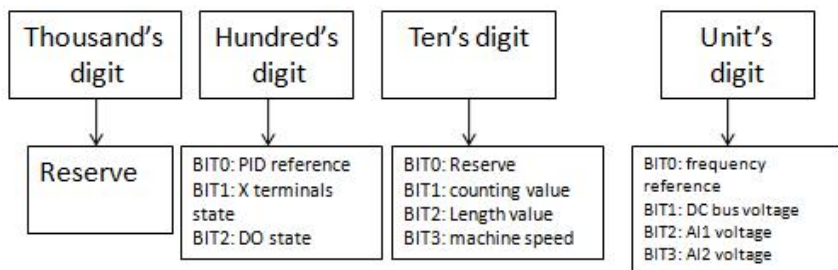 Thousand's
digit
Hundred's
digit
Ten's digit
Unit's
digit
Reserve
BIT0: PID reference
BIT1: X terminals
state
BIT2: DO state
BIT0: Reserve
BIT1: counting value
BIT2: Length value
BIT3: machine speed
BIT0: frequency
reference
BIT1: DC bus voltage
BIT2: AI1 voltage
BIT3: AI2 voltage